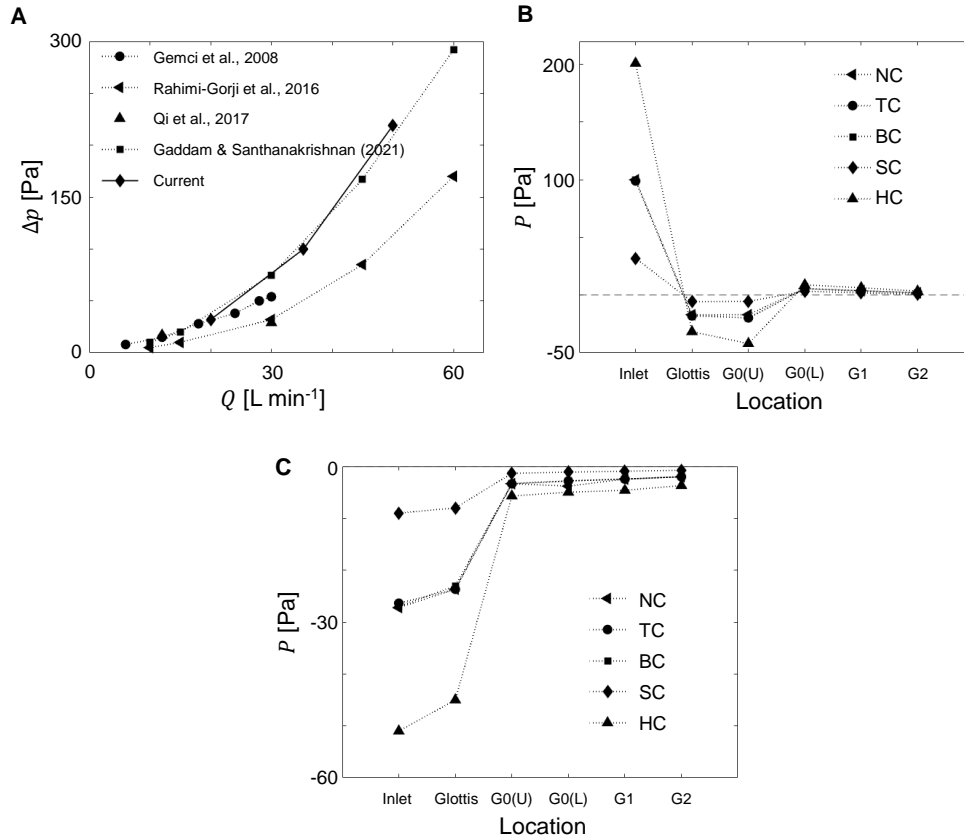 A
300
150
0
Δp [Pa]
Gemci et al., 2008
Rahimi-Gorji et al., 2016
Qi et al., 2017
Gaddam & Santhanakrishnan (2021)
Current
0 30 60
Q [L min-1]
B
200
100
-50
P [Pa]
NC
TC
BC
SC
HC
Inlet Glottis G0(U) G0(L) G1 G2
Location
C
0
-30
-60
P [Pa]
NC
TC
BC
SC
HC
Inlet Glottis G0(U) G0(L) G1 G2
Location